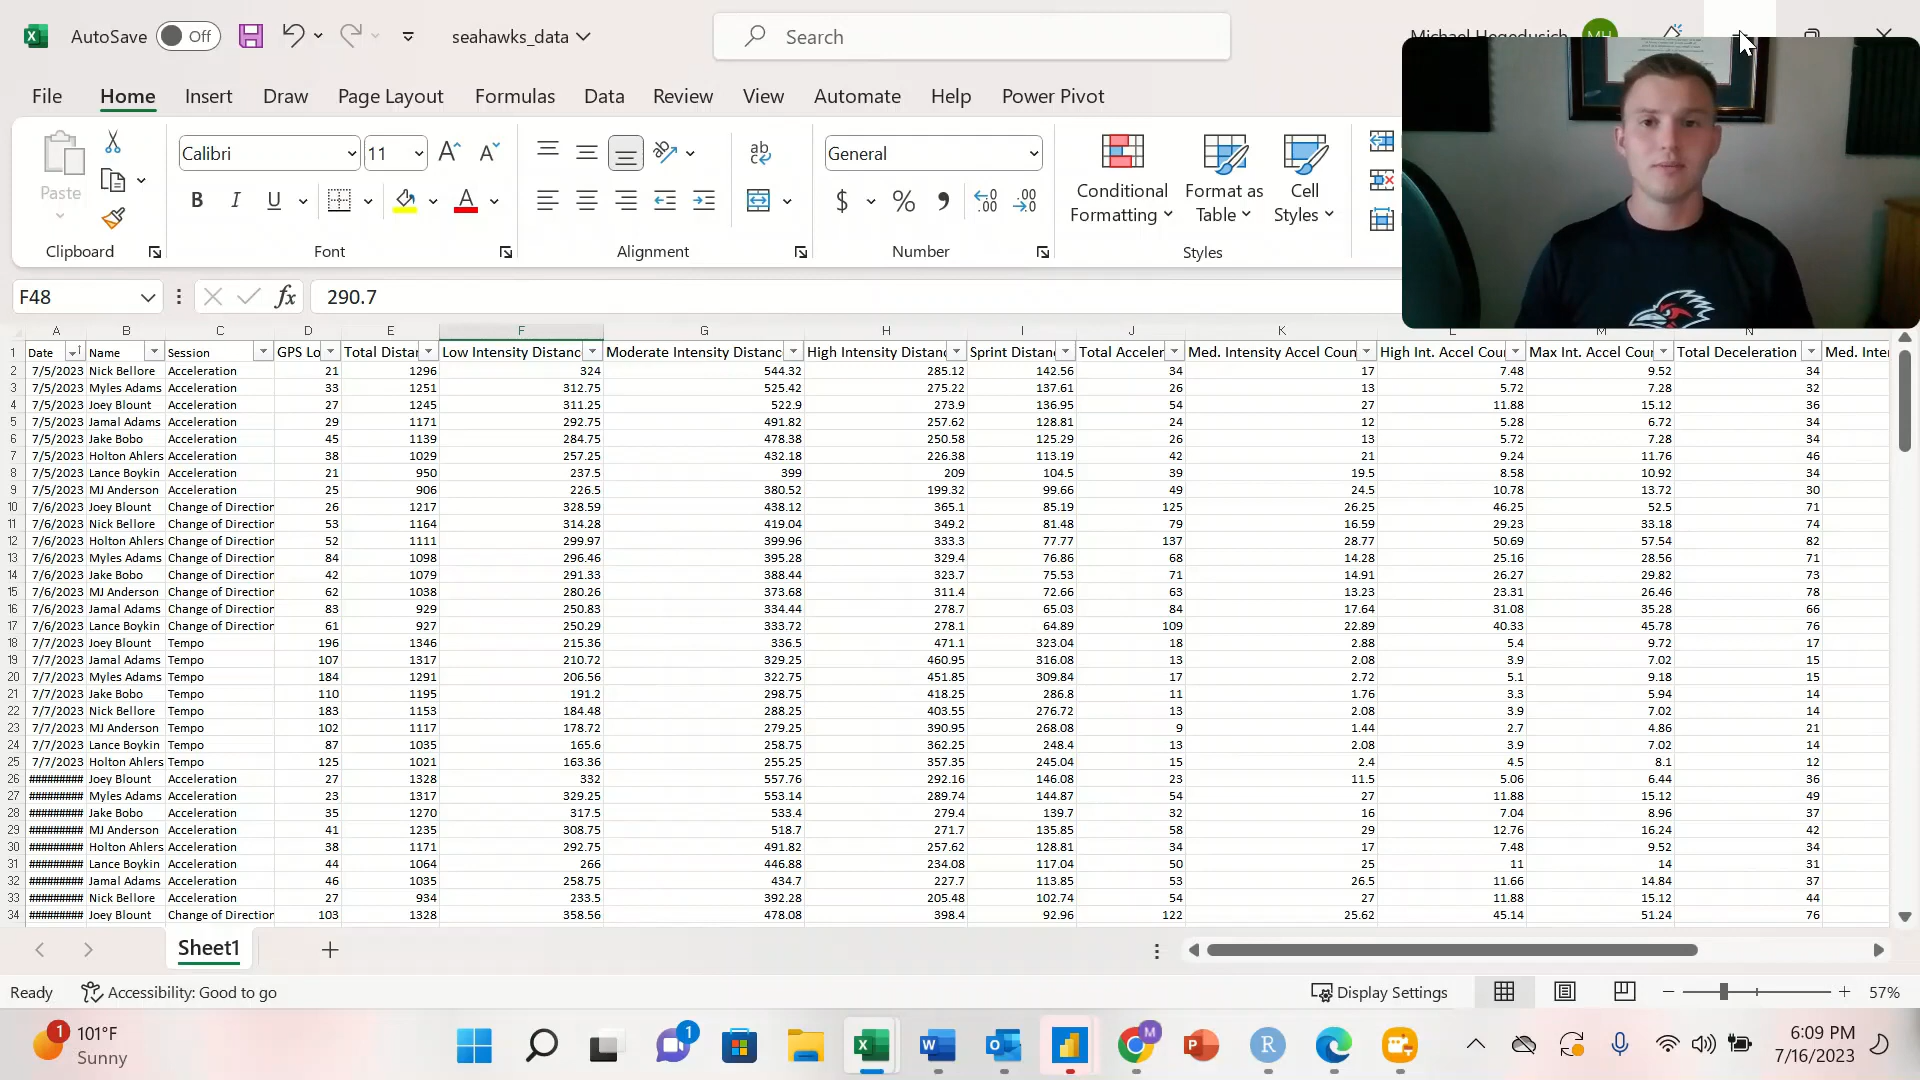 AutoSave Off seahawks_data Search
File Home Insert Draw Page Layout Formulas Data Review View Automate Help Power Pivot
Paste Calibri 11 General Conditional Formatting Format as Table Cell Styles
Clipboard Font Alignment Number Styles
F48 290.7
A B C D E F G H I J K
1 Date Name Session GPS Lo Total Distar Low Intensity Distanc Moderate Intensity Distanc High Intensity Distan Sprint Distan Total Acceler Med. Intensity Accel Coun High Int. Accel Cou Max Int. Accel Cou Total Deceleration Med. Inte
2 7/5/2023 Nick Bellore Acceleration 21 1296 324 544.32 285.12 142.56 34 17 7.48 9.52 34
3 7/5/2023 Myles Adams Acceleration 33 1251 312.75 525.42 275.22 137.61 26 13 5.72 7.28 32
4 7/5/2023 Joey Blount Acceleration 27 1245 311.25 522.9 273.9 136.95 54 27 11.88 15.12 36
5 7/5/2023 Jamal Adams Acceleration 29 1171 292.75 491.82 257.62 128.81 24 12 5.28 6.72 34
6 7/5/2023 Jake Bobo Acceleration 45 1139 284.75 478.38 250.58 125.29 26 13 5.72 7.28 34
7 7/5/2023 Holton Ahlers Acceleration 38 1029 257.25 432.18 226.38 113.19 42 21 9.24 11.76 46
8 7/5/2023 Lance Boykin Acceleration 21 950 237.5 399 209 104.5 39 19.5 8.58 10.92 34
9 7/5/2023 MJ Anderson Acceleration 25 906 226.5 380.52 199.32 99.66 49 24.5 10.78 13.72 30
10 7/6/2023 Joey Blount Change of Direction 26 1217 328.59 438.12 365.1 85.19 125 26.25 46.25 52.5 71
11 7/6/2023 Nick Bellore Change of Direction 53 1164 314.28 419.04 349.2 81.48 79 16.59 29.23 33.18 74
12 7/6/2023 Holton Ahlers Change of Direction 52 1111 299.97 399.96 333.3 77.77 137 28.77 50.69 57.54 82
13 7/6/2023 Myles Adams Change of Direction 84 1098 296.46 395.28 329.4 76.86 68 14.28 25.16 28.56 71
14 7/6/2023 Jake Bobo Change of Direction 42 1079 291.33 388.44 323.7 75.53 71 14.91 26.27 29.82 73
15 7/6/2023 MJ Anderson Change of Direction 62 1038 280.26 373.68 311.4 72.66 63 13.23 23.31 26.46 78
16 7/6/2023 Jamal Adams Change of Direction 83 929 250.83 334.44 278.7 65.03 84 17.64 31.08 35.28 66
17 7/6/2023 Lance Boykin Change of Direction 61 927 250.29 333.72 278.1 64.89 109 22.89 40.33 45.78 76
18 7/7/2023 Joey Blount Tempo 196 1346 215.36 336.5 471.1 323.04 18 2.88 5.4 9.72 17
19 7/7/2023 Jamal Adams Tempo 107 1317 210.72 329.25 460.95 316.08 13 2.08 3.9 7.02 15
20 7/7/2023 Myles Adams Tempo 184 1291 206.56 322.75 451.85 309.84 17 2.72 5.1 9.18 15
21 7/7/2023 Jake Bobo Tempo 110 1195 191.2 298.75 418.25 286.8 11 1.76 3.3 5.94 14
22 7/7/2023 Nick Bellore Tempo 183 1153 184.48 288.25 403.55 276.72 13 2.08 3.9 7.02 14
23 7/7/2023 MJ Anderson Tempo 102 1117 178.72 279.25 390.95 268.08 9 1.44 2.7 4.86 21
24 7/7/2023 Lance Boykin Tempo 87 1035 165.6 258.75 362.25 248.4 13 2.08 3.9 7.02 14
25 7/7/2023 Holton Ahlers Tempo 125 1021 163.36 255.25 357.35 245.04 15 2.4 4.5 8.1 12
26 ######### Joey Blount Acceleration 27 1328 332 557.76 292.16 146.08 23 11.5 5.06 6.44 36
27 ######### Myles Adams Acceleration 23 1317 329.25 553.14 289.74 144.87 54 27 11.88 15.12 49
28 ######### Jake Bobo Acceleration 35 1270 317.5 533.4 279.4 139.7 32 16 7.04 8.96 37
29 ######### MJ Anderson Acceleration 41 1235 308.75 518.7 271.7 135.85 58 29 12.76 16.24 42
30 ######### Holton Ahlers Acceleration 38 1171 292.75 491.82 257.62 128.81 34 17 7.48 9.52 34
31 ######### Lance Boykin Acceleration 44 1064 266 446.88 234.08 117.04 50 25 11 14 31
32 ######### Jamal Adams Acceleration 46 1035 258.75 434.7 227.7 113.85 53 26.5 11.66 14.84 37
33 ######### Nick Bellore Acceleration 27 934 233.5 392.28 205.48 102.74 54 27 11.88 15.12 44
34 ######### Joey Blount Change of Direction 103 1328 358.56 478.08 398.4 92.96 122 25.62 45.14 51.24 76
Sheet1
Ready Accessibility: Good to go Display Settings 57%
1 101°F
Sunny
1
M
6:09 PM
7/16/2023